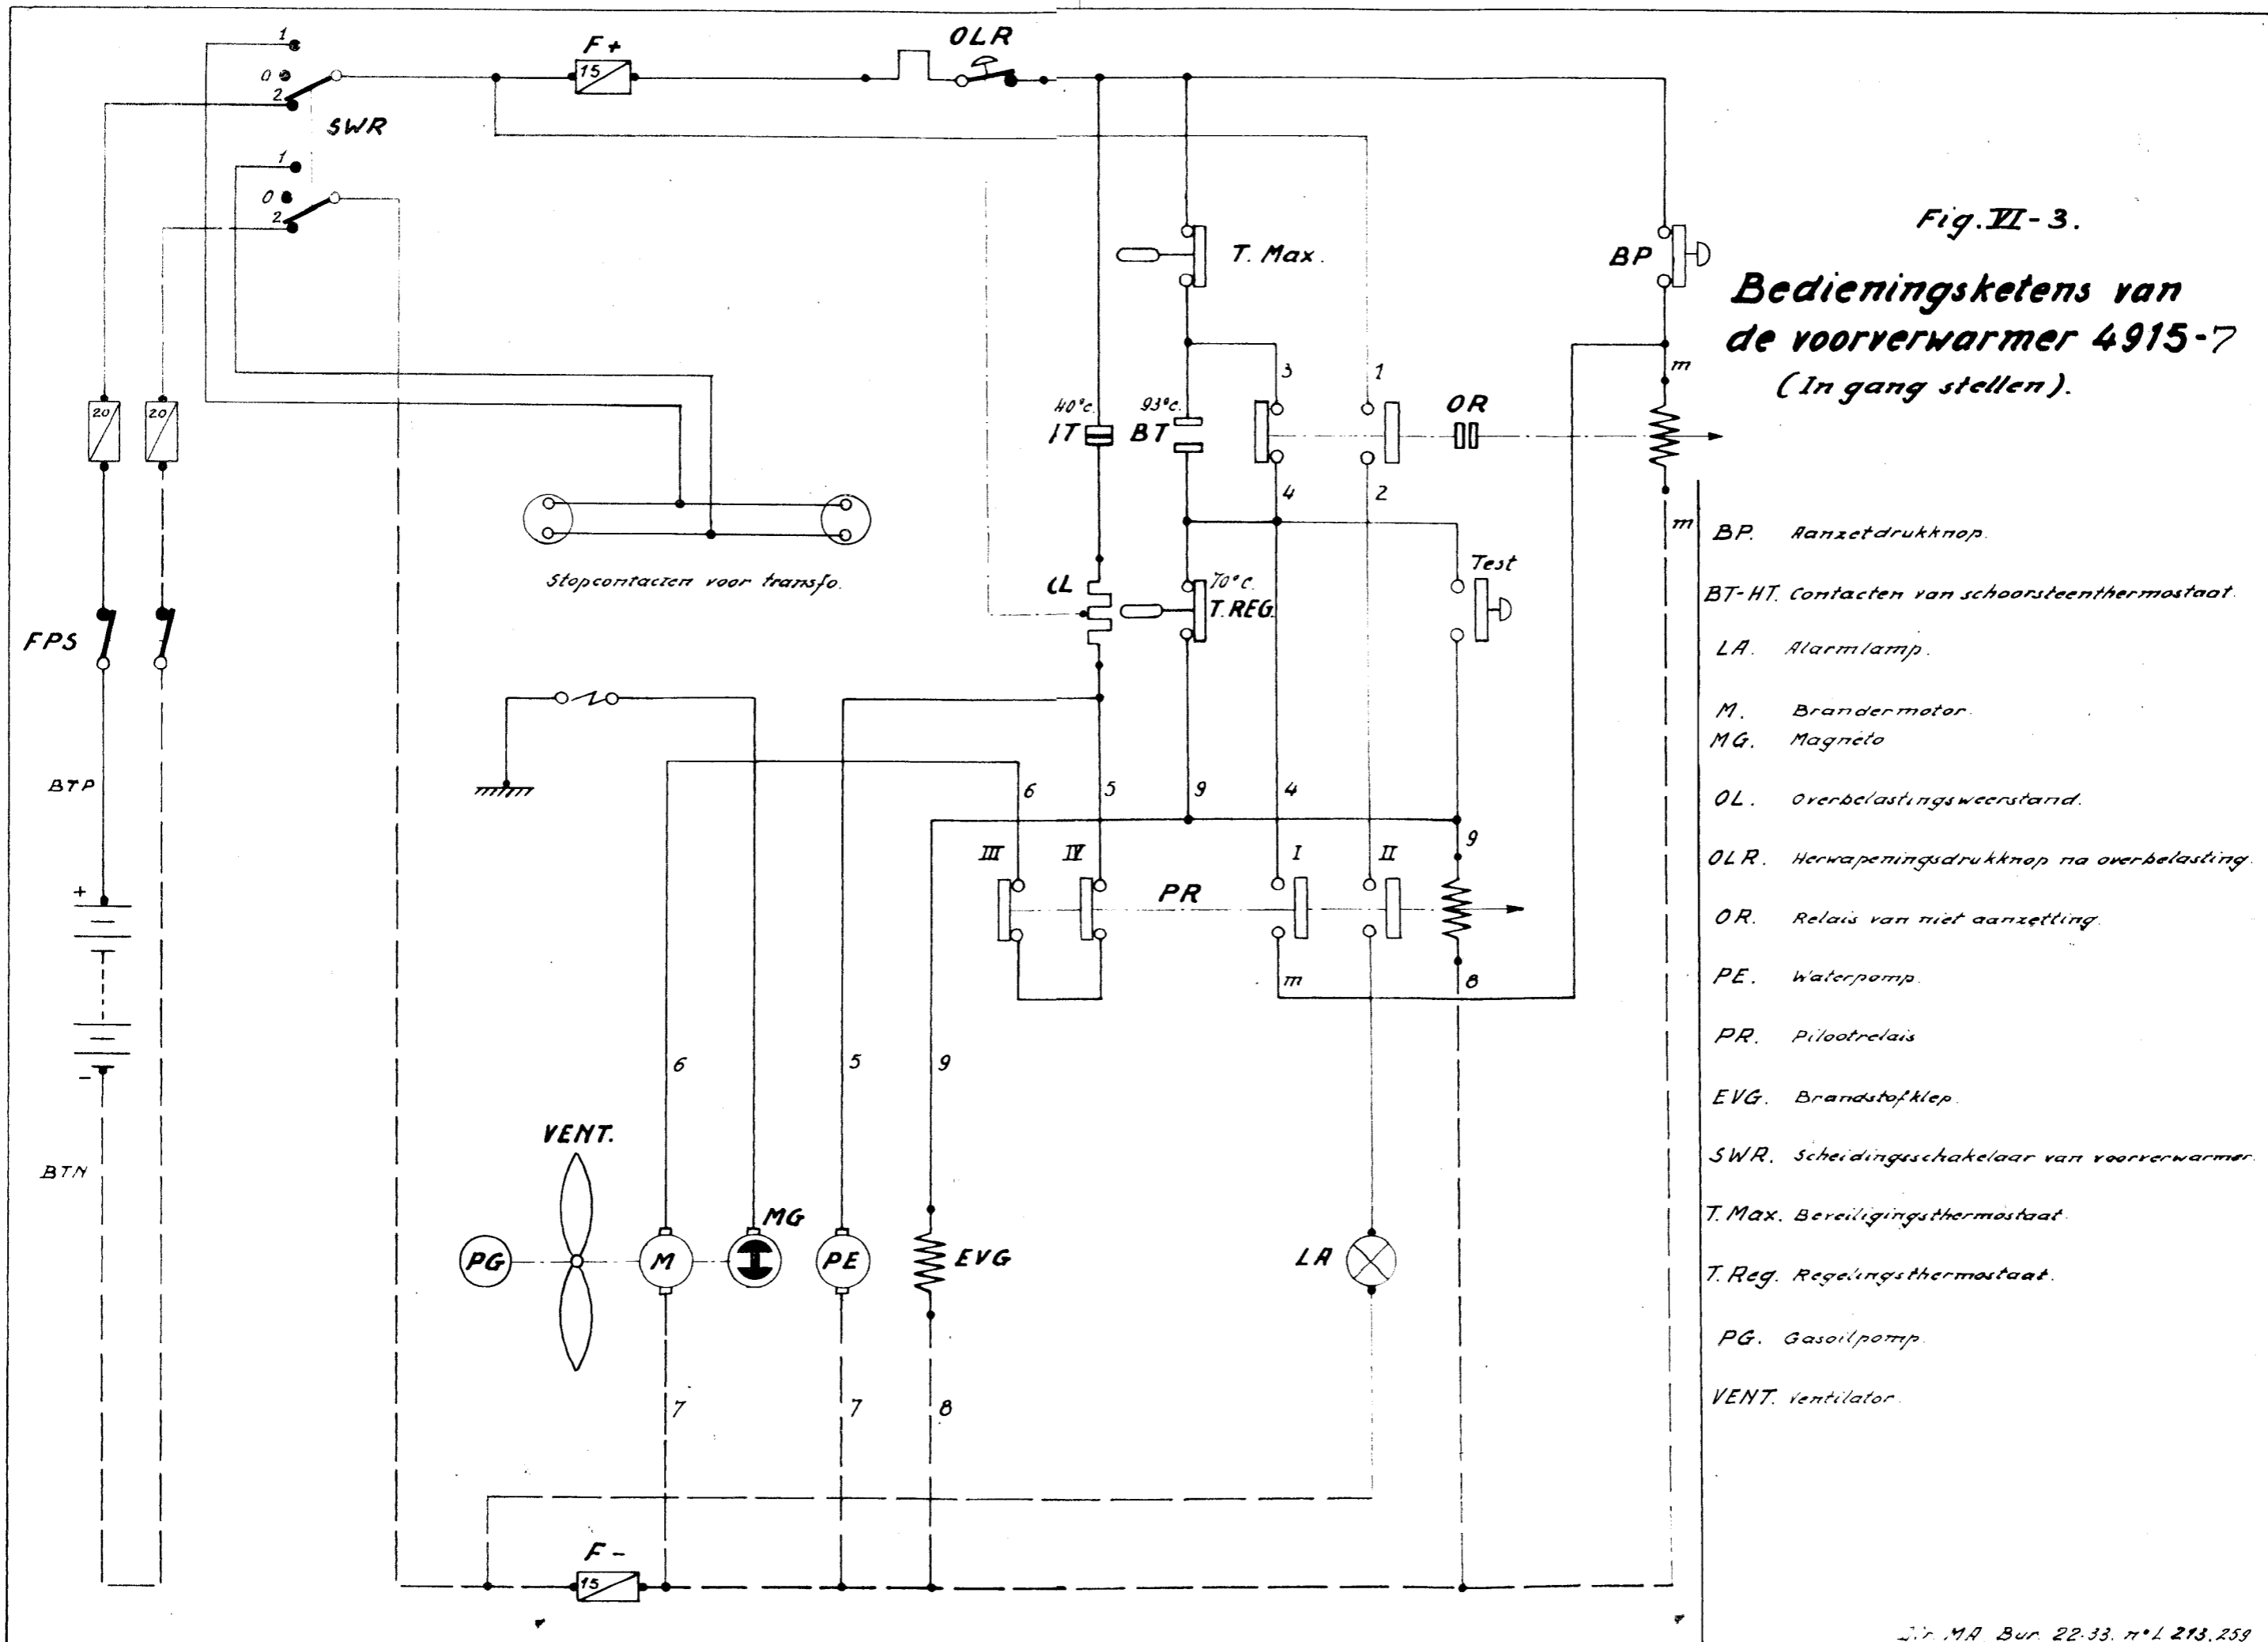 1
F+
OLR
0
15
2
SWR
1
0
2
Fig. VI-3.
T. Max.
BP
Bedieningsketens van
de voorverwarmer 4915-7
(In gang stellen).
3
1
m
20
20
40°c.
93°c.
OR
BT
4
2
m
BP. Aanzetdrukknop.
Test
Stopcontacten voor transfo.
70°c.
T.REG.
BT-HT. Contacten van schoorsteenthermostaat.
FPS
LA. Alarmlamp.
M. Brandermotor.
MG. Magneto
BTP
6
5
9
4
OL. Overbelastingsweerstand.
9
III
IV
I
II
OLR. Herwapeningsdrukknop na overbelasting.
+
PR
OR. Relais van niet aanzetting.
m
8
PE. Waterpomp.
-
6
5
9
PR. Pilootrelais
EVG. Brandstofklep.
VENT.
BTN
SWR. Scheidingsschakelaar van voorverwarmer.
MG
T. Max. Beveiligingsthermostaat.
PG
M
PE
EVG
LA
T. Reg. Regelingsthermostaat.
PG. Gasoilpomp.
7
7
8
VENT. Ventilator.
F-
15
Dir. MA. Bur. 22-33. n° L 213.259